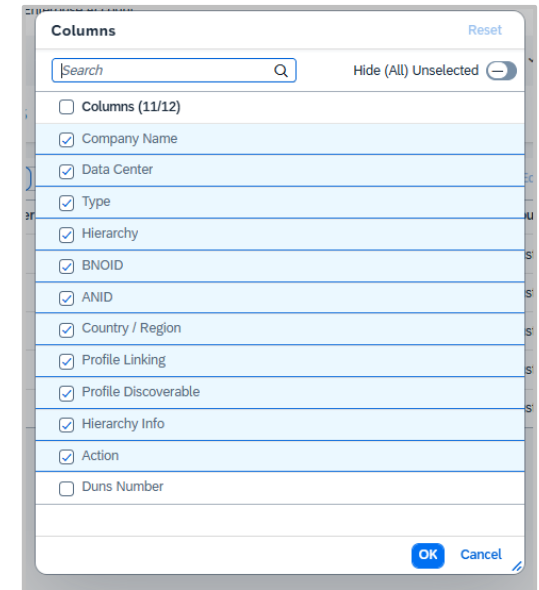 Columns
Reset
Search
Hide (All) Unselected
Columns (11/12)
Company Name
Data Center
Type
Hierarchy
BNOID
ANID
Country / Region
Profile Linking
Profile Discoverable
Hierarchy Info
Action
Duns Number
OK
Cancel